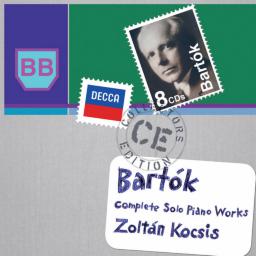 BB
DECCA
8 CDs
Bartók
COLLECTORS
CE
EDITION
Bartók
Complete Solo Piano Works
Zoltán Kocsis